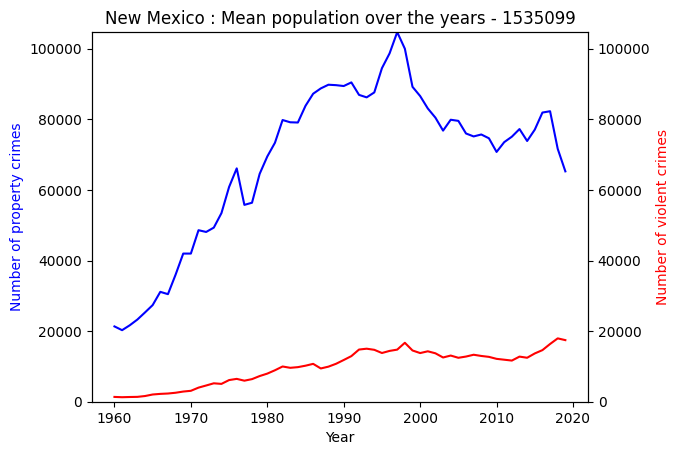 New Mexico : Mean population over the years - 1535099
Number of property crimes
100000
80000
60000
40000
20000
0
100000
80000
60000
40000
20000
0
Number of violent crimes
1960 1970 1980 1990 2000 2010 2020
Year